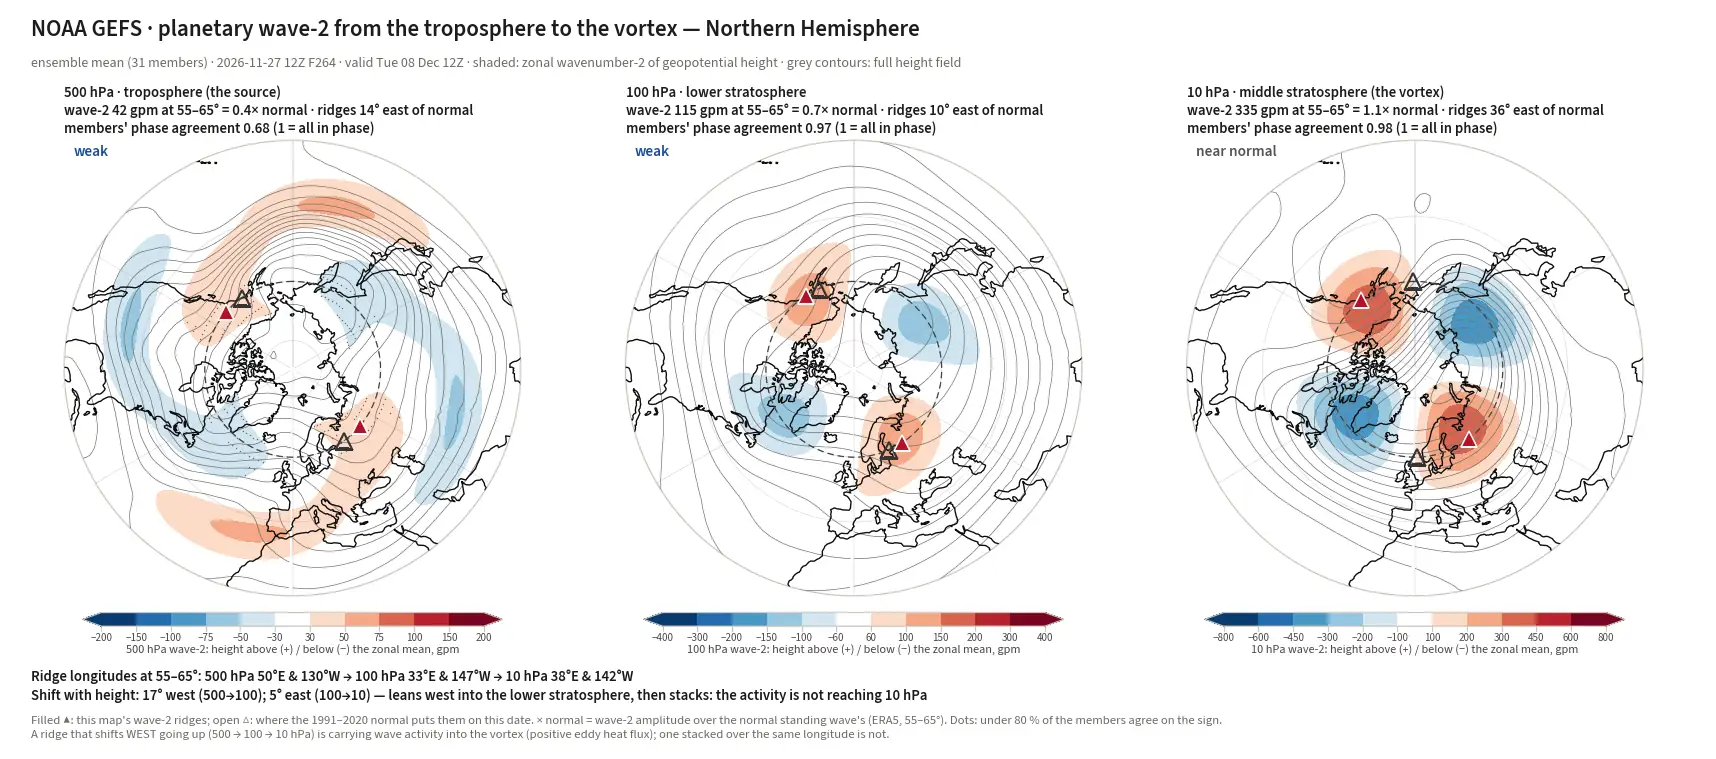 NOAA GEFS · planetary wave-2 from the troposphere to the vortex — Northern Hemisphere
ensemble mean (31 members) · 2026-11-27 12Z F264 · valid Tue 08 Dec 12Z · shaded: zonal wavenumber-2 of geopotential height · grey contours: full height field
500 hPa · troposphere (the source)
wave-2 42 gpm at 55–65° = 0.4× normal · ridges 14° east of normal
members' phase agreement 0.68 (1 = all in phase)
weak
100 hPa · lower stratosphere
wave-2 115 gpm at 55–65° = 0.7× normal · ridges 10° east of normal
members' phase agreement 0.97 (1 = all in phase)
weak
10 hPa · middle stratosphere (the vortex)
wave-2 335 gpm at 55–65° = 1.1× normal · ridges 36° east of normal
members' phase agreement 0.98 (1 = all in phase)
near normal
−200 −150 −100 −75 −50 −30 30 50 75 100 150 200
500 hPa wave-2: height above (+) / below (−) the zonal mean, gpm
−400 −300 −200 −150 −100 −60 60 100 150 200 300 400
100 hPa wave-2: height above (+) / below (−) the zonal mean, gpm
−800 −600 −450 −300 −200 −100 100 200 300 450 600 800
10 hPa wave-2: height above (+) / below (−) the zonal mean, gpm
Ridge longitudes at 55–65°: 500 hPa 50°E & 130°W → 100 hPa 33°E & 147°W → 10 hPa 38°E & 142°W
Shift with height: 17° west (500→100); 5° east (100→10) — leans west into the lower stratosphere, then stacks: the activity is not reaching 10 hPa
Filled ▲: this map's wave-2 ridges; open △: where the 1991–2020 normal puts them on this date. × normal = wave-2 amplitude over the normal standing wave's (ERA5, 55–65°). Dots: under 80 % of the members agree on the sign.
A ridge that shifts WEST going up (500 → 100 → 10 hPa) is carrying wave activity into the vortex (positive eddy heat flux); one stacked over the same longitude is not.